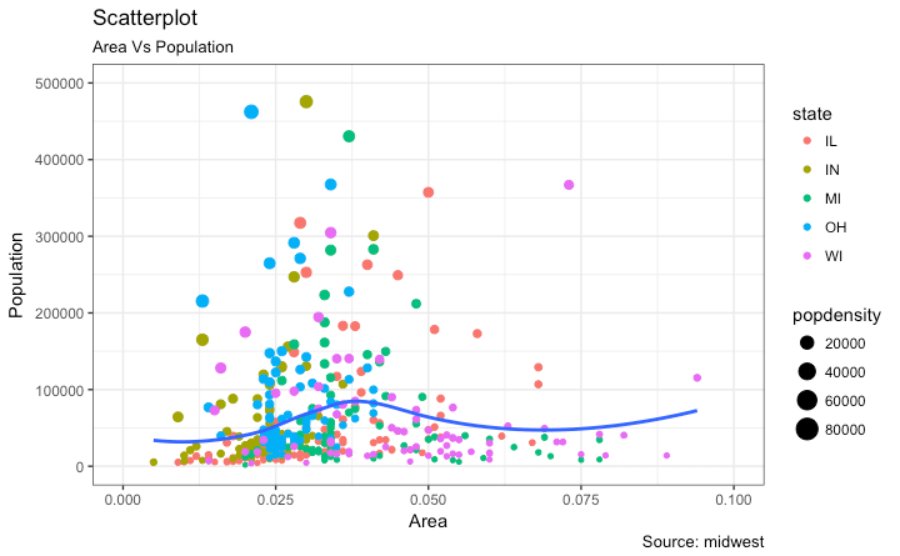 Scatterplot
Area Vs Population
500000
400000
300000
200000
100000
0
Population
0.000 0.025 0.050 0.075 0.100
Area
Source: midwest
state
IL
IN
MI
OH
WI
popdensity
20000
40000
60000
80000